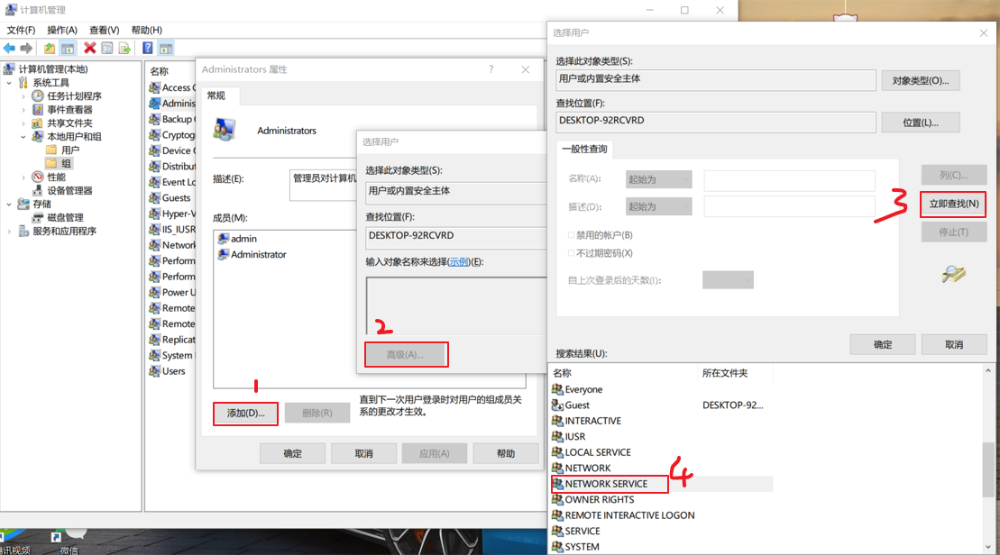 计算机管理
文件(F) 操作(A) 查看(V) 帮助(H)
计算机管理(本地)
系统工具
任务计划程序
事件查看器
共享文件夹
本地用户和组
用户
组
性能
设备管理器
存储
磁盘管理
服务和应用程序
名称
Access
Adminis
Backup
Cryptog
Device
Distribut
Event Lo
Guests
Hyper-V
IIS_IUSR
Network
Perform
Perform
Power U
Remote
Remote
Replicat
System
Users
Administrators 属性
?
常规
Administrators
描述(E):
管理员对计算机
成员(M):
admin
Administrator
1
添加(D)...
删除(R)
直到下一次用户登录时对用户的组成员关
系的更改才生效。
确定
取消
应用(A)
帮助
选择用户
选择此对象类型(S):
用户或内置安全主体
查找位置(F):
DESKTOP-92RCVRD
输入对象名称来选择(示例)(E):
2
高级(A)...
选择用户
选择此对象类型(S):
用户或内置安全主体
对象类型(O)...
查找位置(F):
DESKTOP-92RCVRD
位置(L)...
一般性查询
名称(A):
起始为
描述(D):
起始为
禁用的帐户(B)
不过期密码(X)
自上次登录后的天数(I):
列(C)...
3
立即查找(N)
停止(T)
确定
取消
搜索结果(U):
名称 所在文件夹
Everyone
Guest DESKTOP-92...
INTERACTIVE
IUSR
LOCAL SERVICE
NETWORK
NETWORK SERVICE
4
OWNER RIGHTS
REMOTE INTERACTIVE LOGON
SERVICE
SYSTEM
讯视频
微信